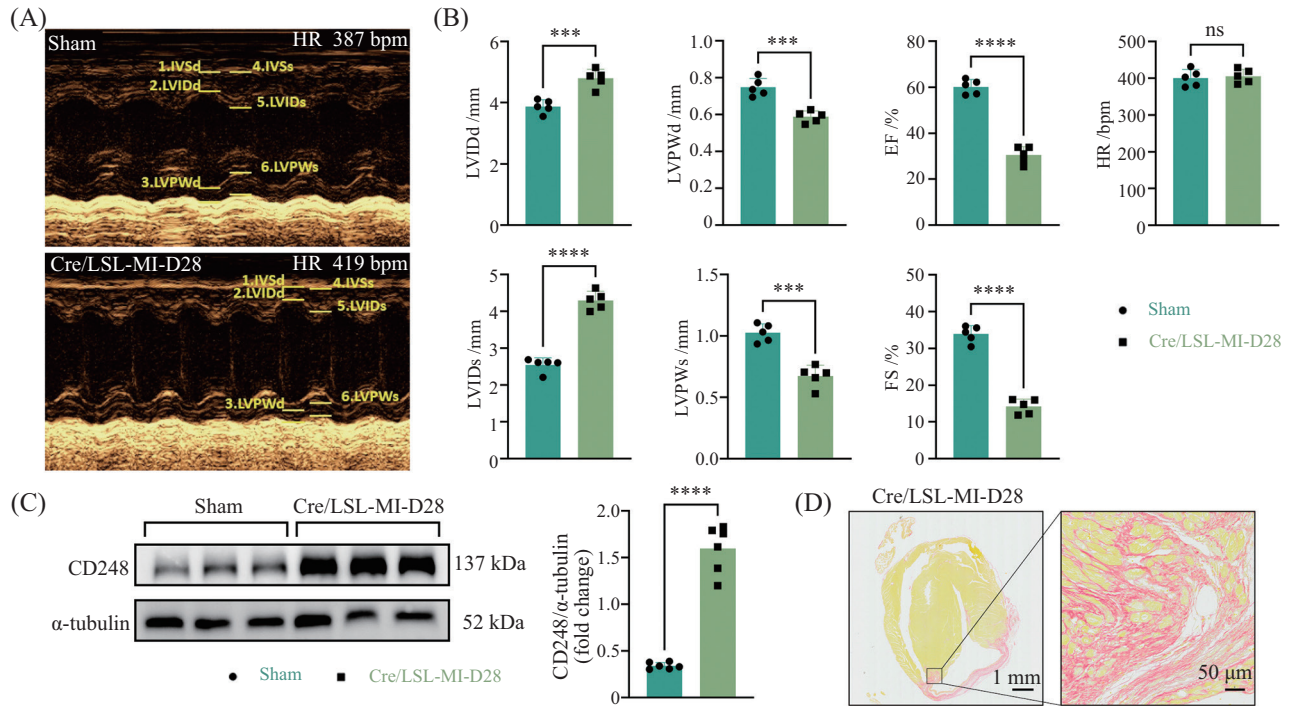 (A)
Sham
HR 387 bpm
1.IVSd
4.IVSs
2.LVIDd
5.LVIDs
6.LVPWs
3.LVPWd
Cre/LSL-MI-D28
HR 419 bpm
1.IVSd
4.IVSs
2.LVIDd
5.LVIDs
6.LVPWs
3.LVPWd
(B)
LVIDd /mm
6
4
2
0
***
LVPWd /mm
1.0
0.8
0.6
0.4
0.2
0
***
EF /%
80
60
40
20
0
****
HR /bpm
500
400
300
200
100
0
ns
LVIDs /mm
5
4
3
2
1
0
****
LVPWs /mm
1.5
1.0
0.5
0.0
***
FS /%
50
40
30
20
10
0
****
Sham
Cre/LSL-MI-D28
(C)
Sham
Cre/LSL-MI-D28
CD248
137 kDa
α-tubulin
52 kDa
Sham
Cre/LSL-MI-D28
CD248/α-tubulin
(fold change)
2.0
1.5
1.0
0.5
0
****
(D)
Cre/LSL-MI-D28
1 mm
50 μm